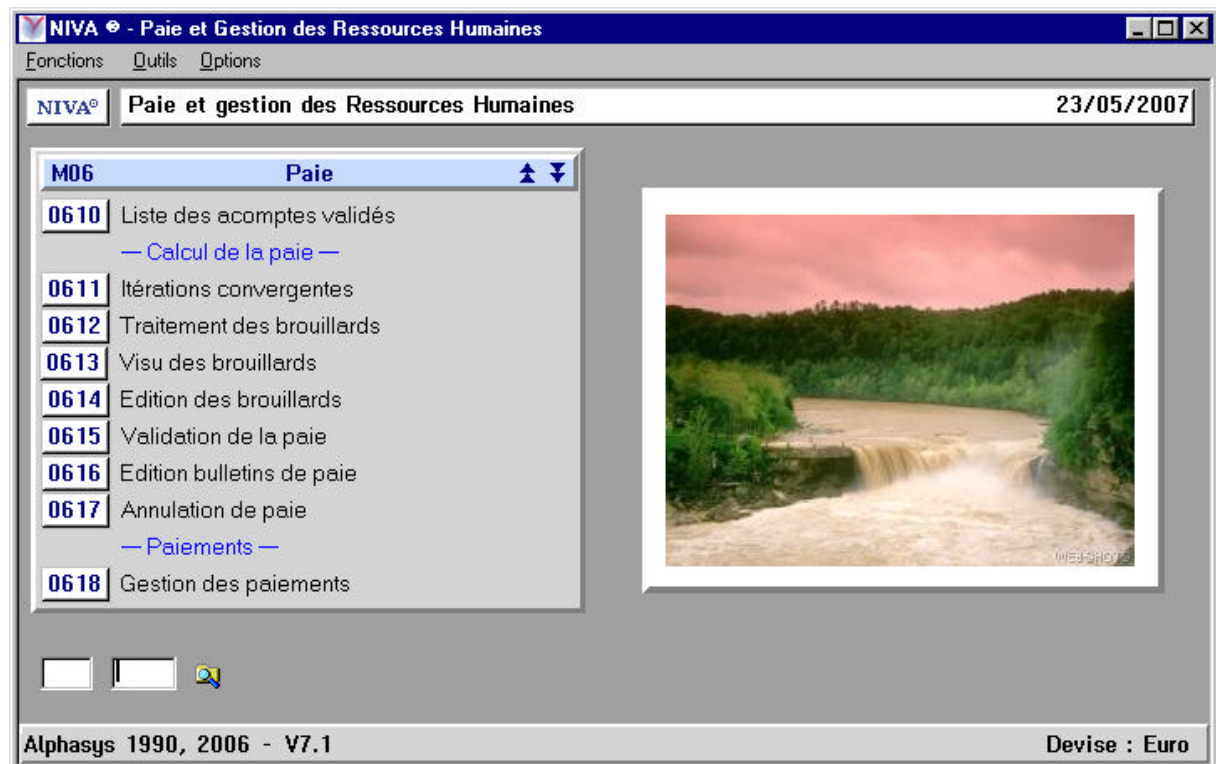 NIVA ® - Paie et Gestion des Ressources Humaines
Fonctions Outils Options
NIVA® Paie et gestion des Ressources Humaines 23/05/2007
M06 Paie
0610 Liste des acomptes validés
— Calcul de la paie —
0611 Itérations convergentes
0612 Traitement des brouillards
0613 Visu des brouillards
0614 Edition des brouillards
0615 Validation de la paie
0616 Edition bulletins de paie
0617 Annulation de paie
— Paiements —
0618 Gestion des paiements
WEBSHOTS
Alphasys 1990, 2006 - V7.1 Devise : Euro